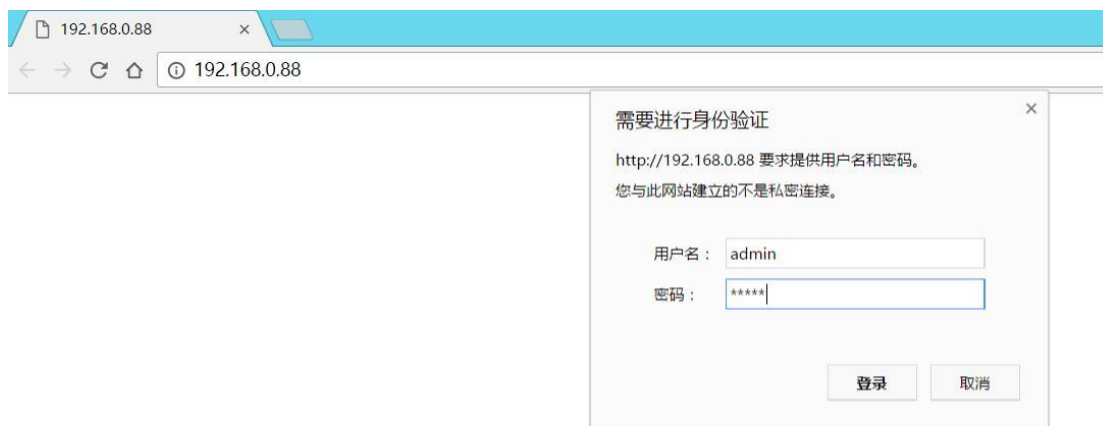 192.168.0.88
192.168.0.88
需要进行身份验证
http://192.168.0.88 要求提供用户名和密码。
您与此网站建立的不是私密连接。
用户名： admin
密码： *****
登录 取消